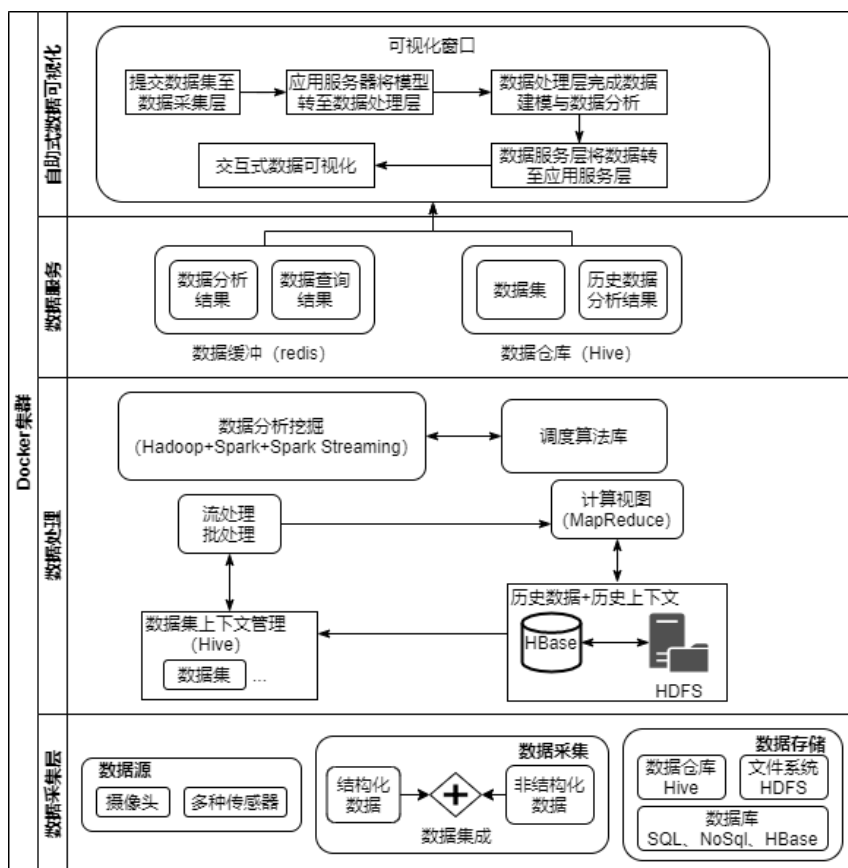 Docker集群
自助式数据可视化
可视化窗口
提交数据集至
数据采集层
应用服务器将模型
转至数据处理层
数据处理层完成数据
建模与数据分析
交互式数据可视化
数据服务层将数据转
至应用服务层
数据服务
数据分析
结果
数据查询
结果
数据集
历史数据
分析结果
数据缓冲（redis）
数据仓库（Hive）
数据处理
数据分析挖掘
（Hadoop+Spark+Spark Streaming）
调度算法库
流处理
批处理
计算视图
（MapReduce）
数据集上下文管理
（Hive）
数据集
...
历史数据+历史上下文
HBase
HDFS
数据采集层
数据源
摄像头
多种传感器
数据采集
结构化
数据
非结构化
数据
数据集成
数据存储
数据仓库
Hive
文件系统
HDFS
数据库
SQL、NoSql、HBase